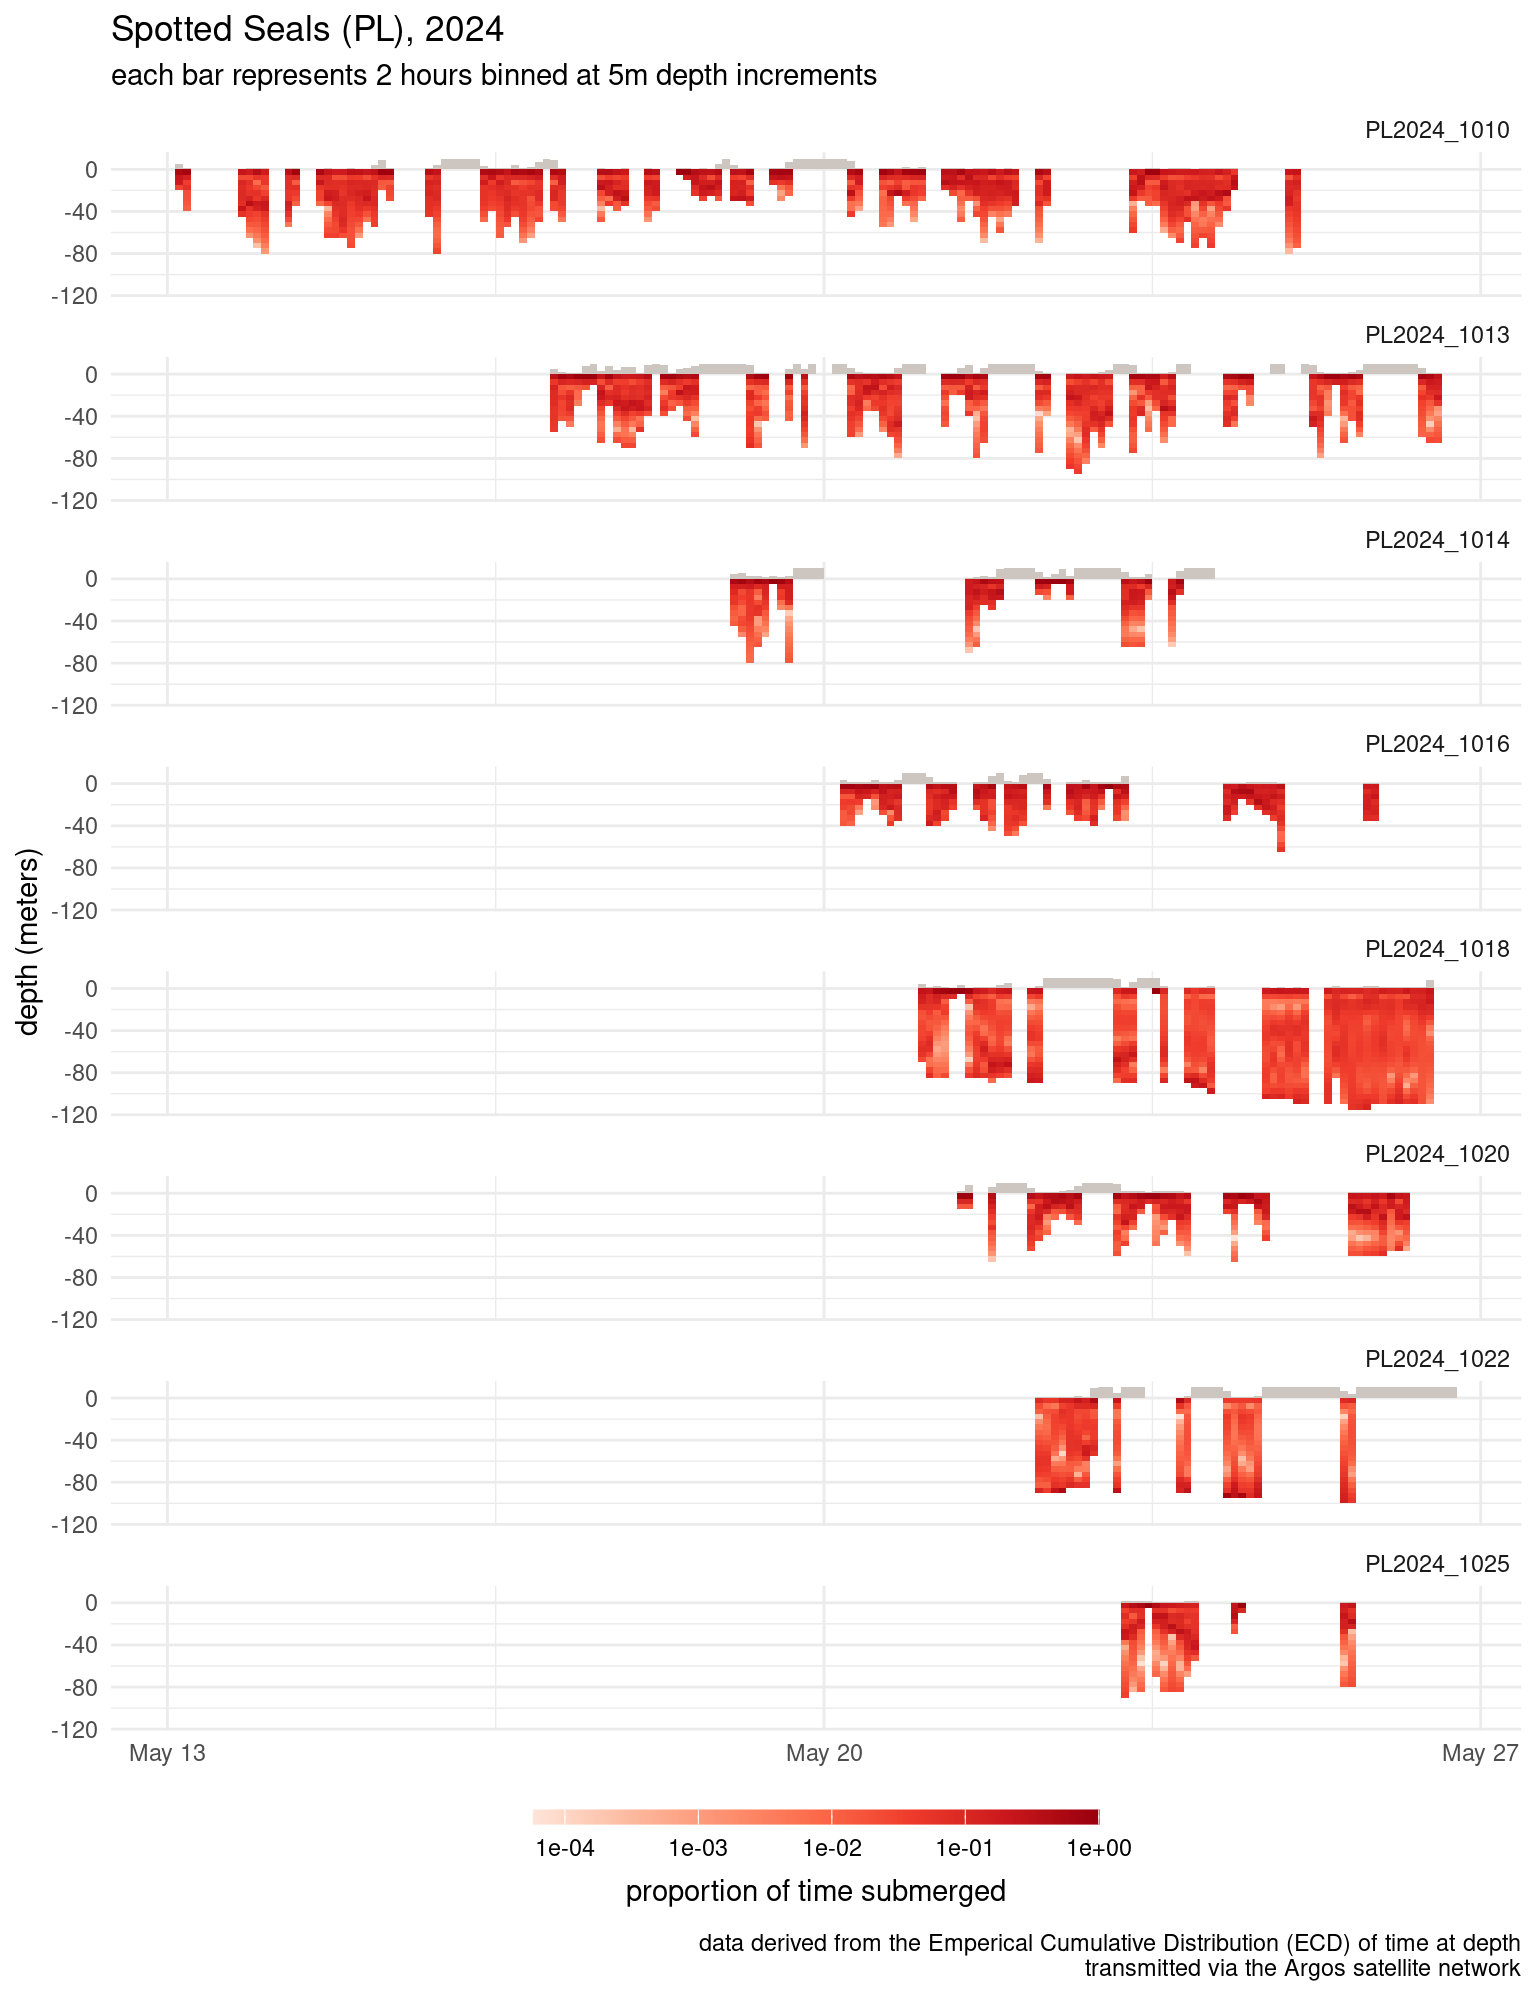 Spotted Seals (PL), 2024
each bar represents 2 hours binned at 5m depth increments
PL2024_1010
0
-40
-80
-120
PL2024_1013
0
-40
-80
-120
PL2024_1014
0
-40
-80
-120
PL2024_1016
0
-40
-80
-120
depth (meters)
PL2024_1018
0
-40
-80
-120
PL2024_1020
0
-40
-80
-120
PL2024_1022
0
-40
-80
-120
PL2024_1025
0
-40
-80
-120
May 13 May 20 May 27
1e-04 1e-03 1e-02 1e-01 1e+00
proportion of time submerged
data derived from the Emperical Cumulative Distribution (ECD) of time at depth
transmitted via the Argos satellite network